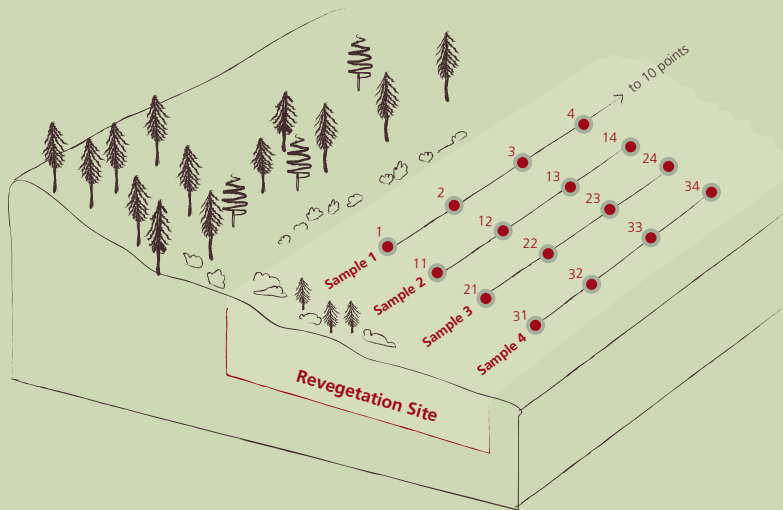 to 10 points
4
14
3
24
13
34
2
23
12
33
1
22
11
32
Sample 1
21
Sample 2
31
Sample 3
Sample 4
Revegetation Site